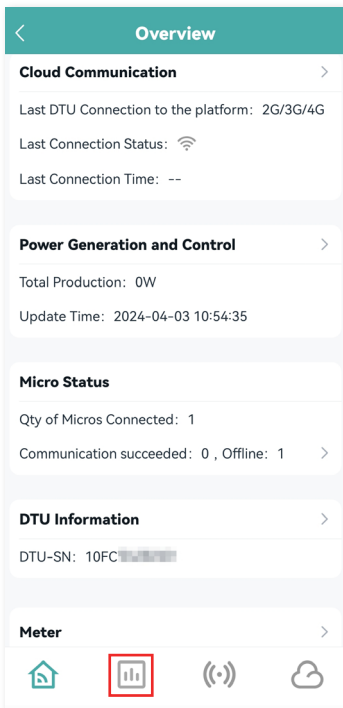 Overview
Cloud Communication
Last DTU Connection to the platform: 2G/3G/4G
Last Connection Status:
Last Connection Time: --
Power Generation and Control
Total Production: 0W
Update Time: 2024-04-03 10:54:35
Micro Status
Qty of Micros Connected: 1
Communication succeeded: 0 , Offline: 1
DTU Information
DTU-SN: 10FC
Meter